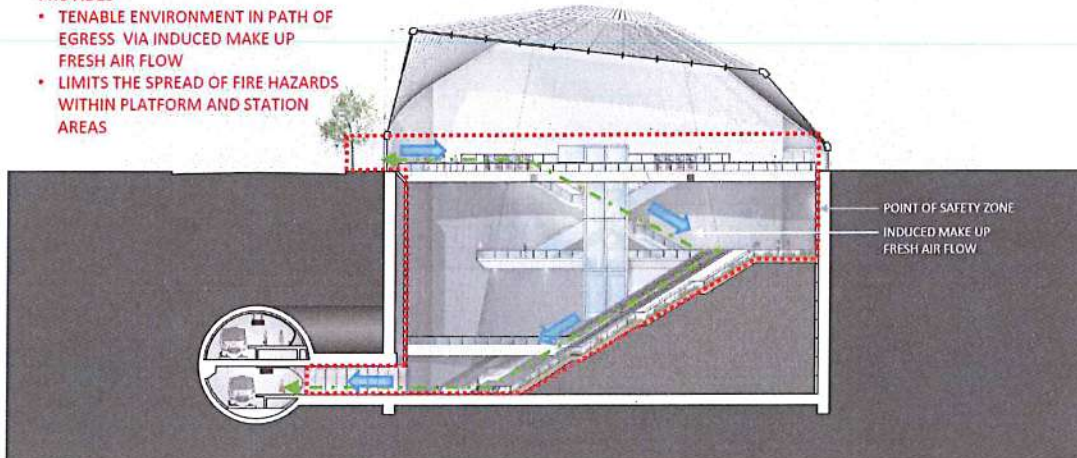 • TENABLE ENVIRONMENT IN PATH OF
EGRESS VIA INDUCED MAKE UP
FRESH AIR FLOW
• LIMITS THE SPREAD OF FIRE HAZARDS
WITHIN PLATFORM AND STATION
AREAS
POINT OF SAFETY ZONE
INDUCED MAKE UP
FRESH AIR FLOW